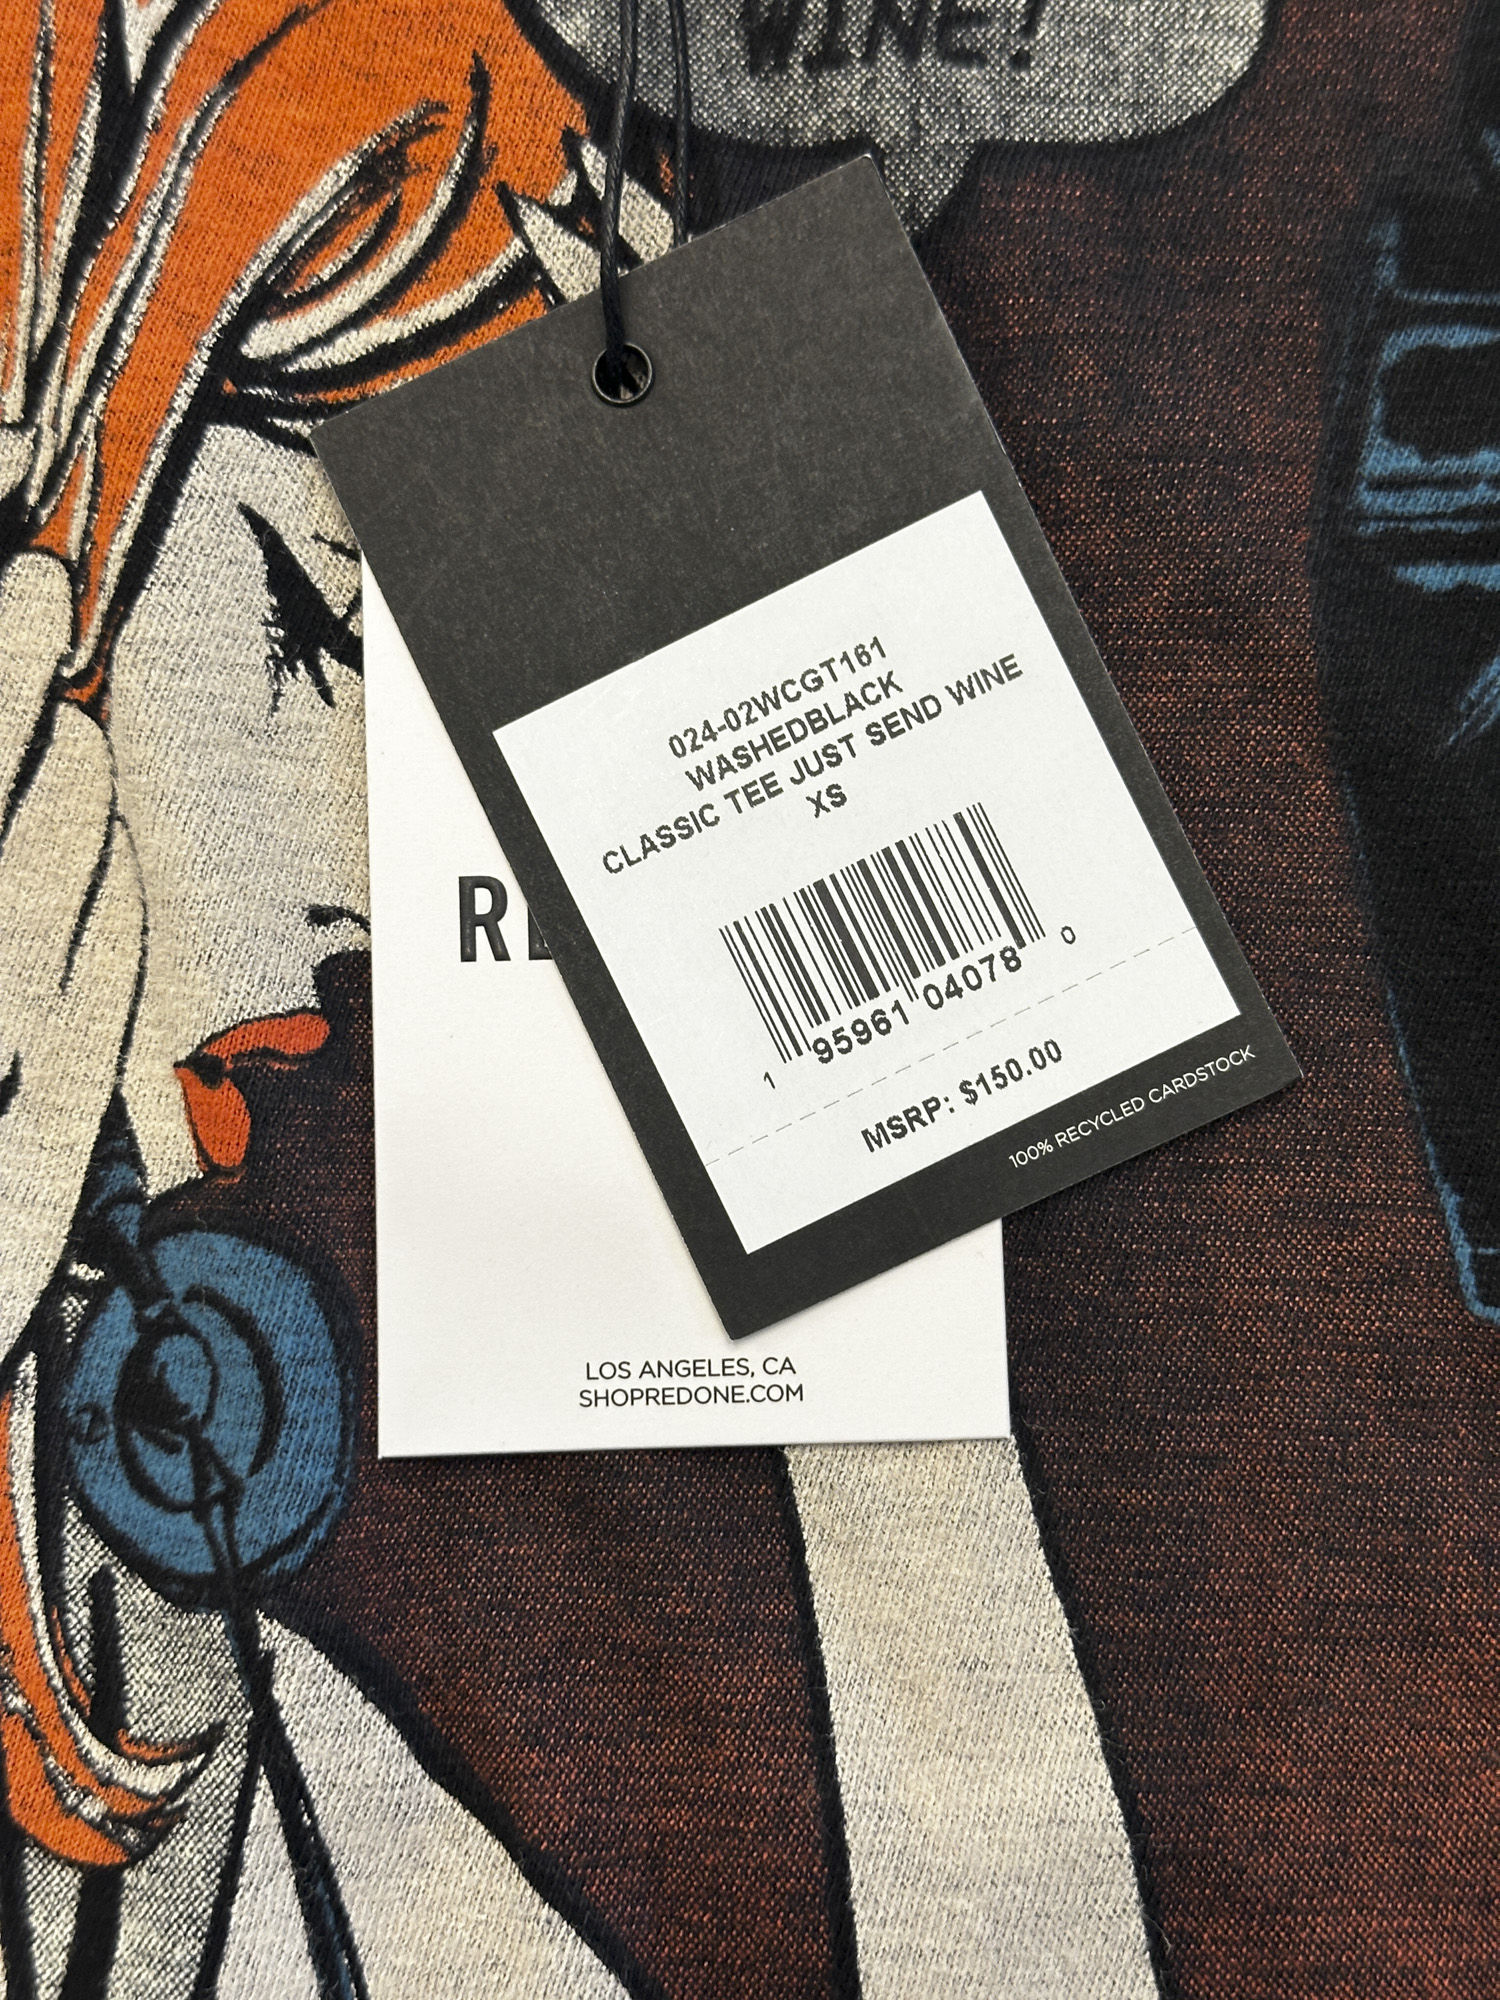 WINE!
024-02WCGT161
WASHEDBLACK
CLASSIC TEE JUST SEND WINE
XS
1 95961 04078 0
MSRP: $150.00
100% RECYCLED CARDSTOCK
LOS ANGELES, CA
SHOPREDONE.COM